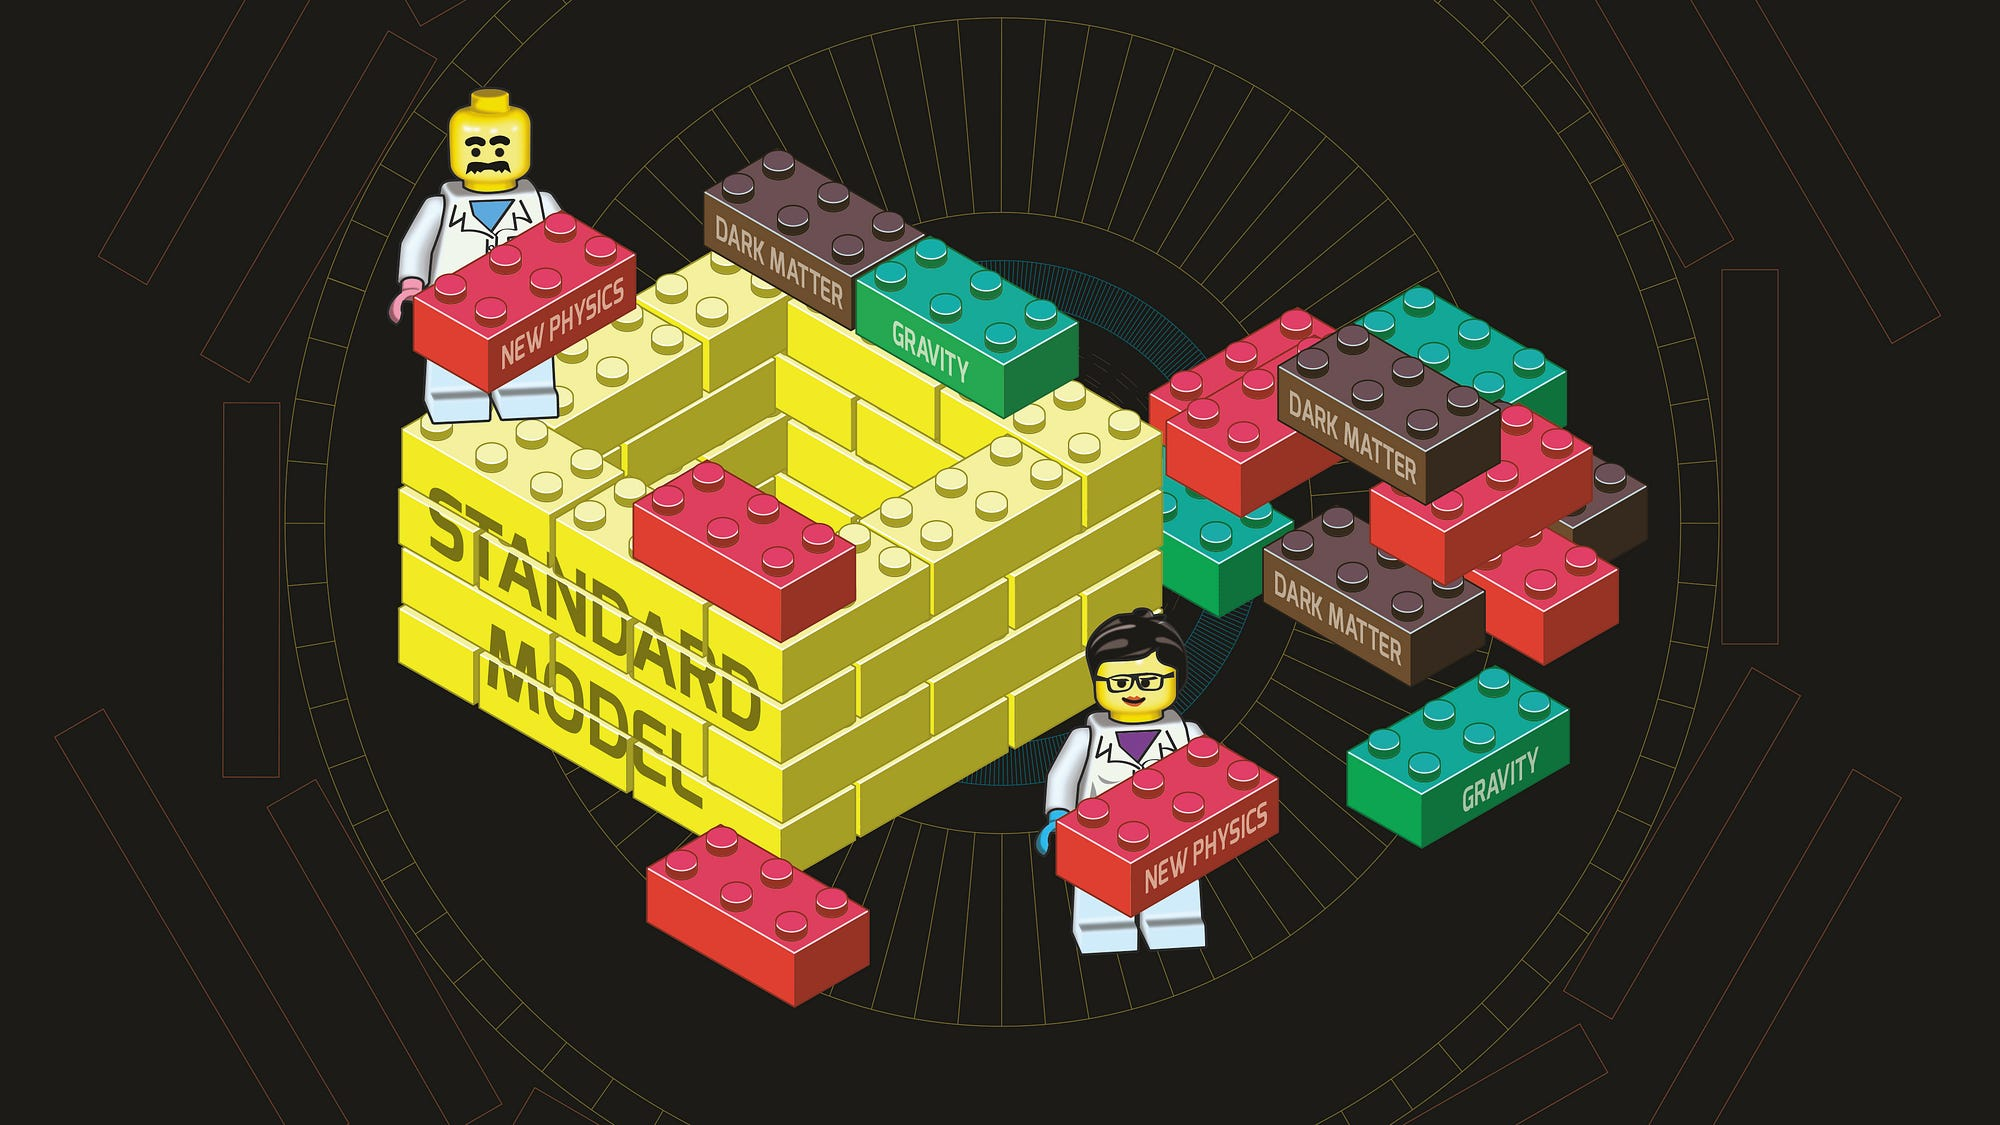 DARK MATTER
NEW PHYSICS
GRAVITY
DARK MATTER
STANDARD
MODEL
DARK MATTER
GRAVITY
NEW PHYSICS